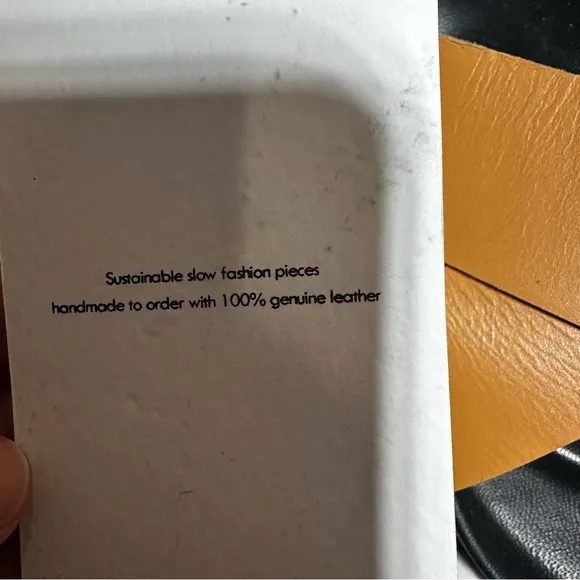 Sustainable slow fashion pieces
handmade to order with 100% genuine leather